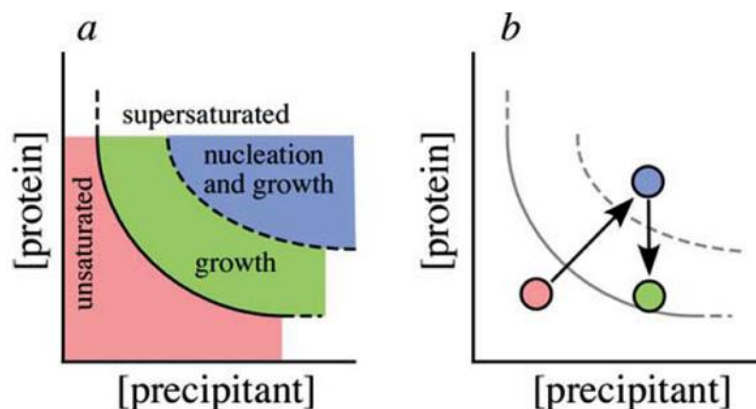 a
supersaturated
nucleation
and growth
growth
unsaturated
[protein]
[precipitant]
b
[protein]
[precipitant]